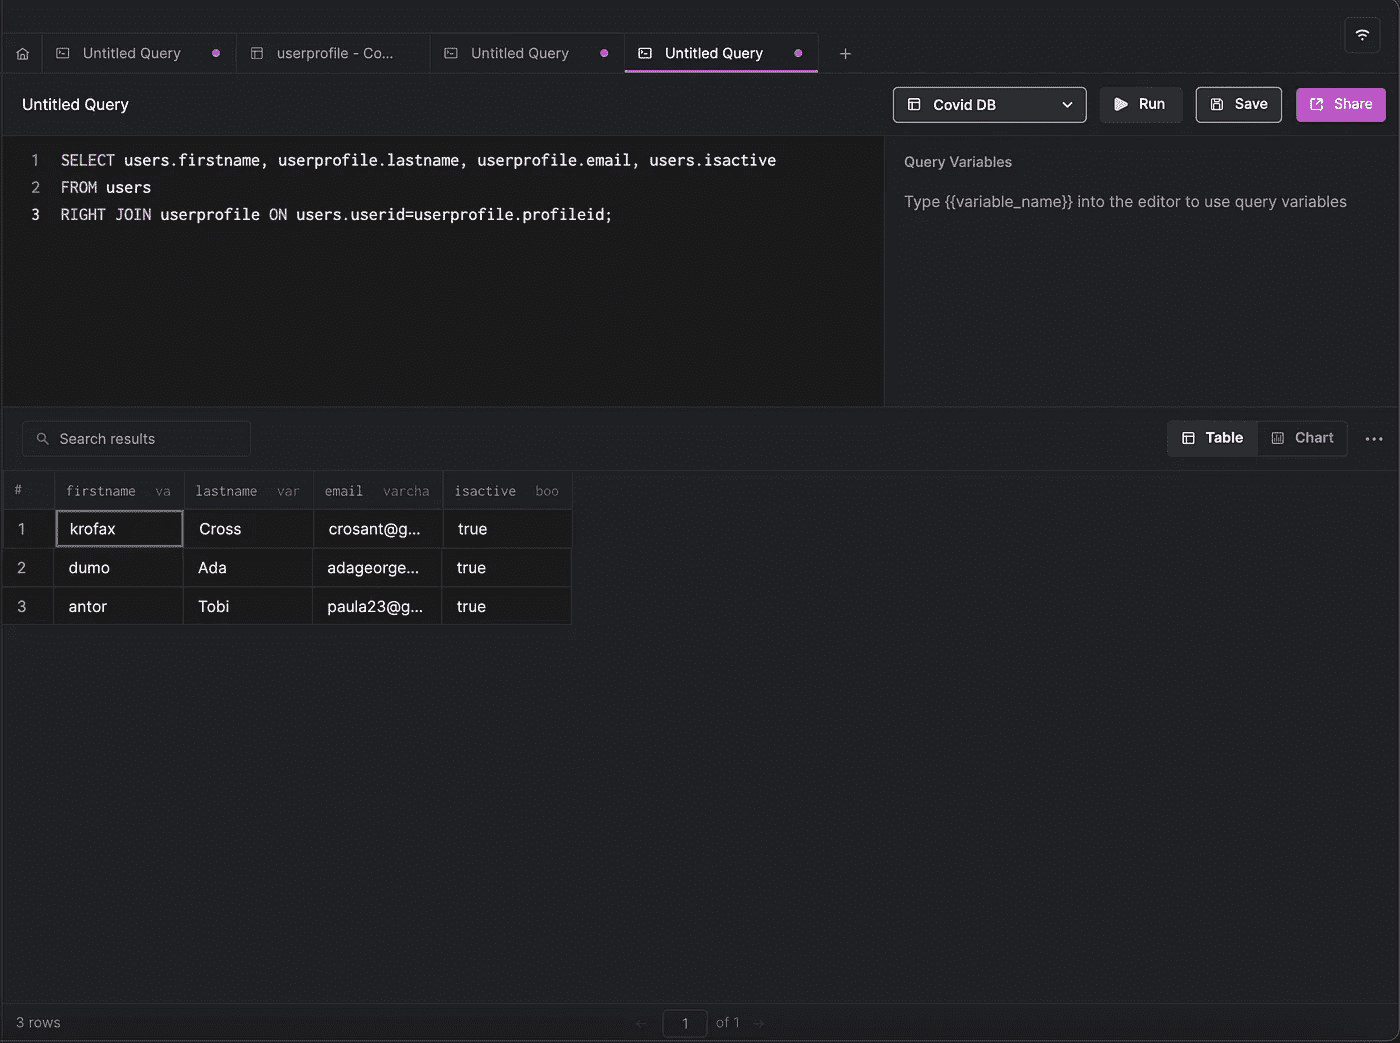 Untitled Query
userprofile - Co...
Untitled Query
Untitled Query
Untitled Query
Covid DB
Run
Save
Share
1 SELECT users.firstname, userprofile.lastname, userprofile.email, users.isactive
2 FROM users
3 RIGHT JOIN userprofile ON users.userid=userprofile.profileid;
Query Variables
Type {{variable_name}} into the editor to use query variables
Search results
Table
Chart
# firstname va lastname var email varcha isactive boo
1 krofax Cross crosant@g... true
2 dumo Ada adageorge... true
3 antor Tobi paula23@g... true
3 rows
1 of 1